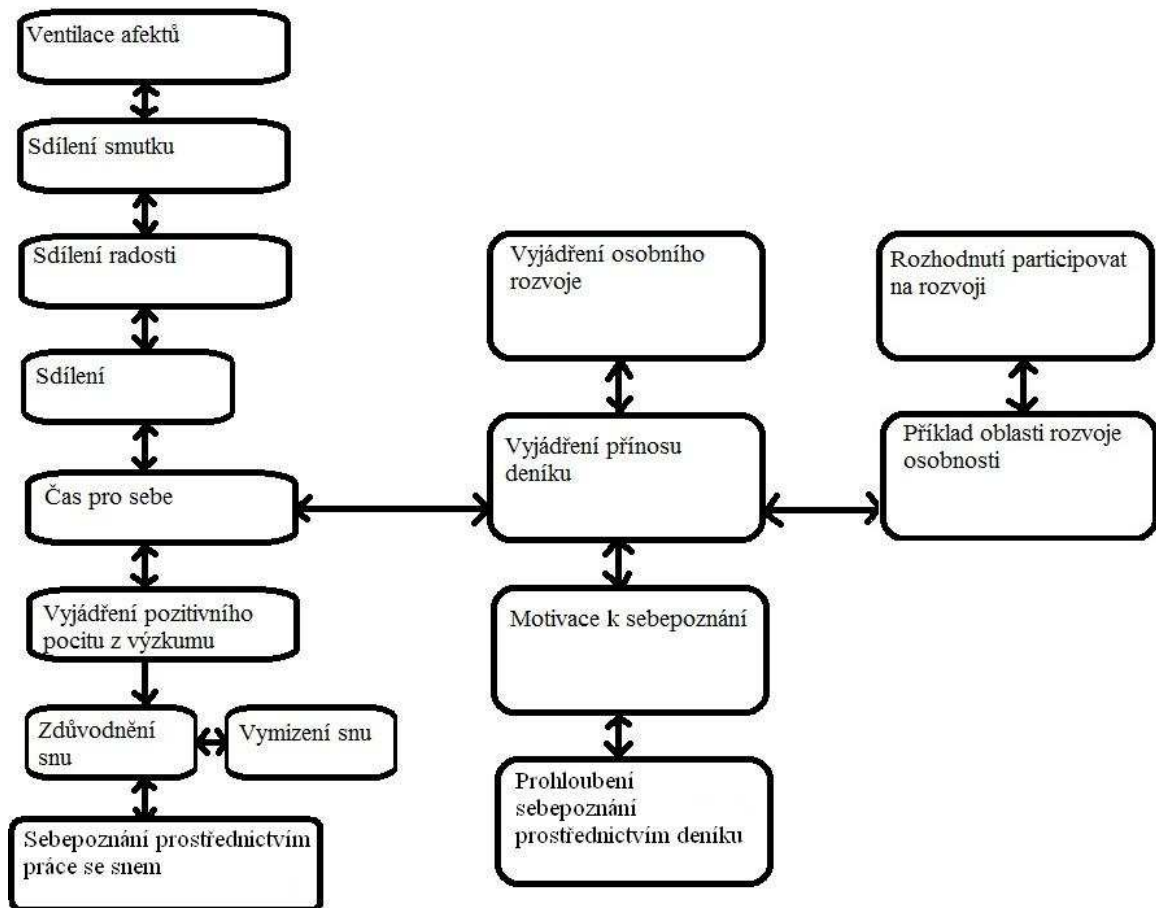 Ventilace afektů
Sdílení smutku
Sdílení radosti
Sdílení
Čas pro sebe
Vyjádření pozitivního
pocitu z výzkumu
Zdůvodnění
snu
Vymizení snu
Sebepoznání prostřednictvím
práce se snem
Vyjádření osobního
rozvoje
Vyjádření přínosu
deníku
Motivace k sebepoznání
Prohloubení
sebepoznání
prostřednictvím deníku
Rozhodnutí participovat
na rozvoji
Příklad oblasti rozvoje
osobnosti